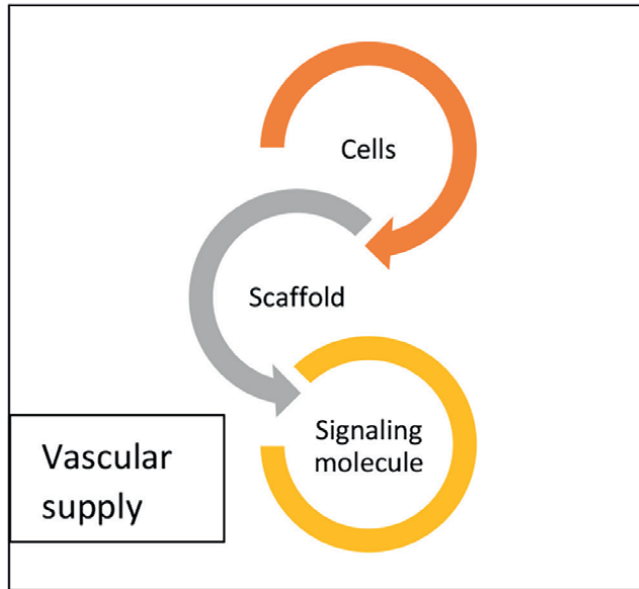 Cells
Scaffold
Signaling
molecule
Vascular
supply